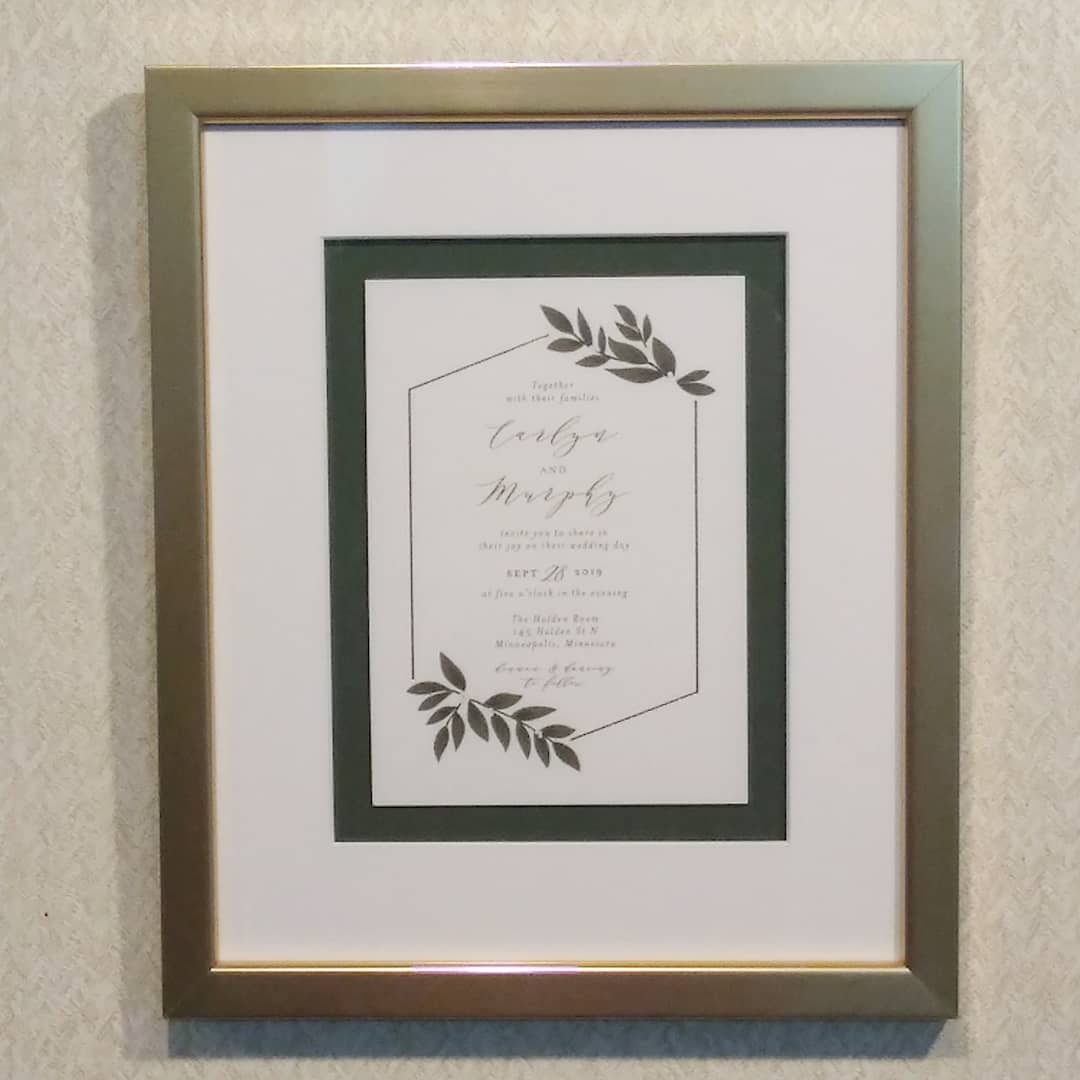 Together
with their families
Carlyn
AND
Murphy
invite you to share in
their joy on their wedding day
SEPT 28 2019
at five o'clock in the evening
The Holden Room
145 Holden St N
Minneapolis, Minnesota
dinner & dancing
to follow